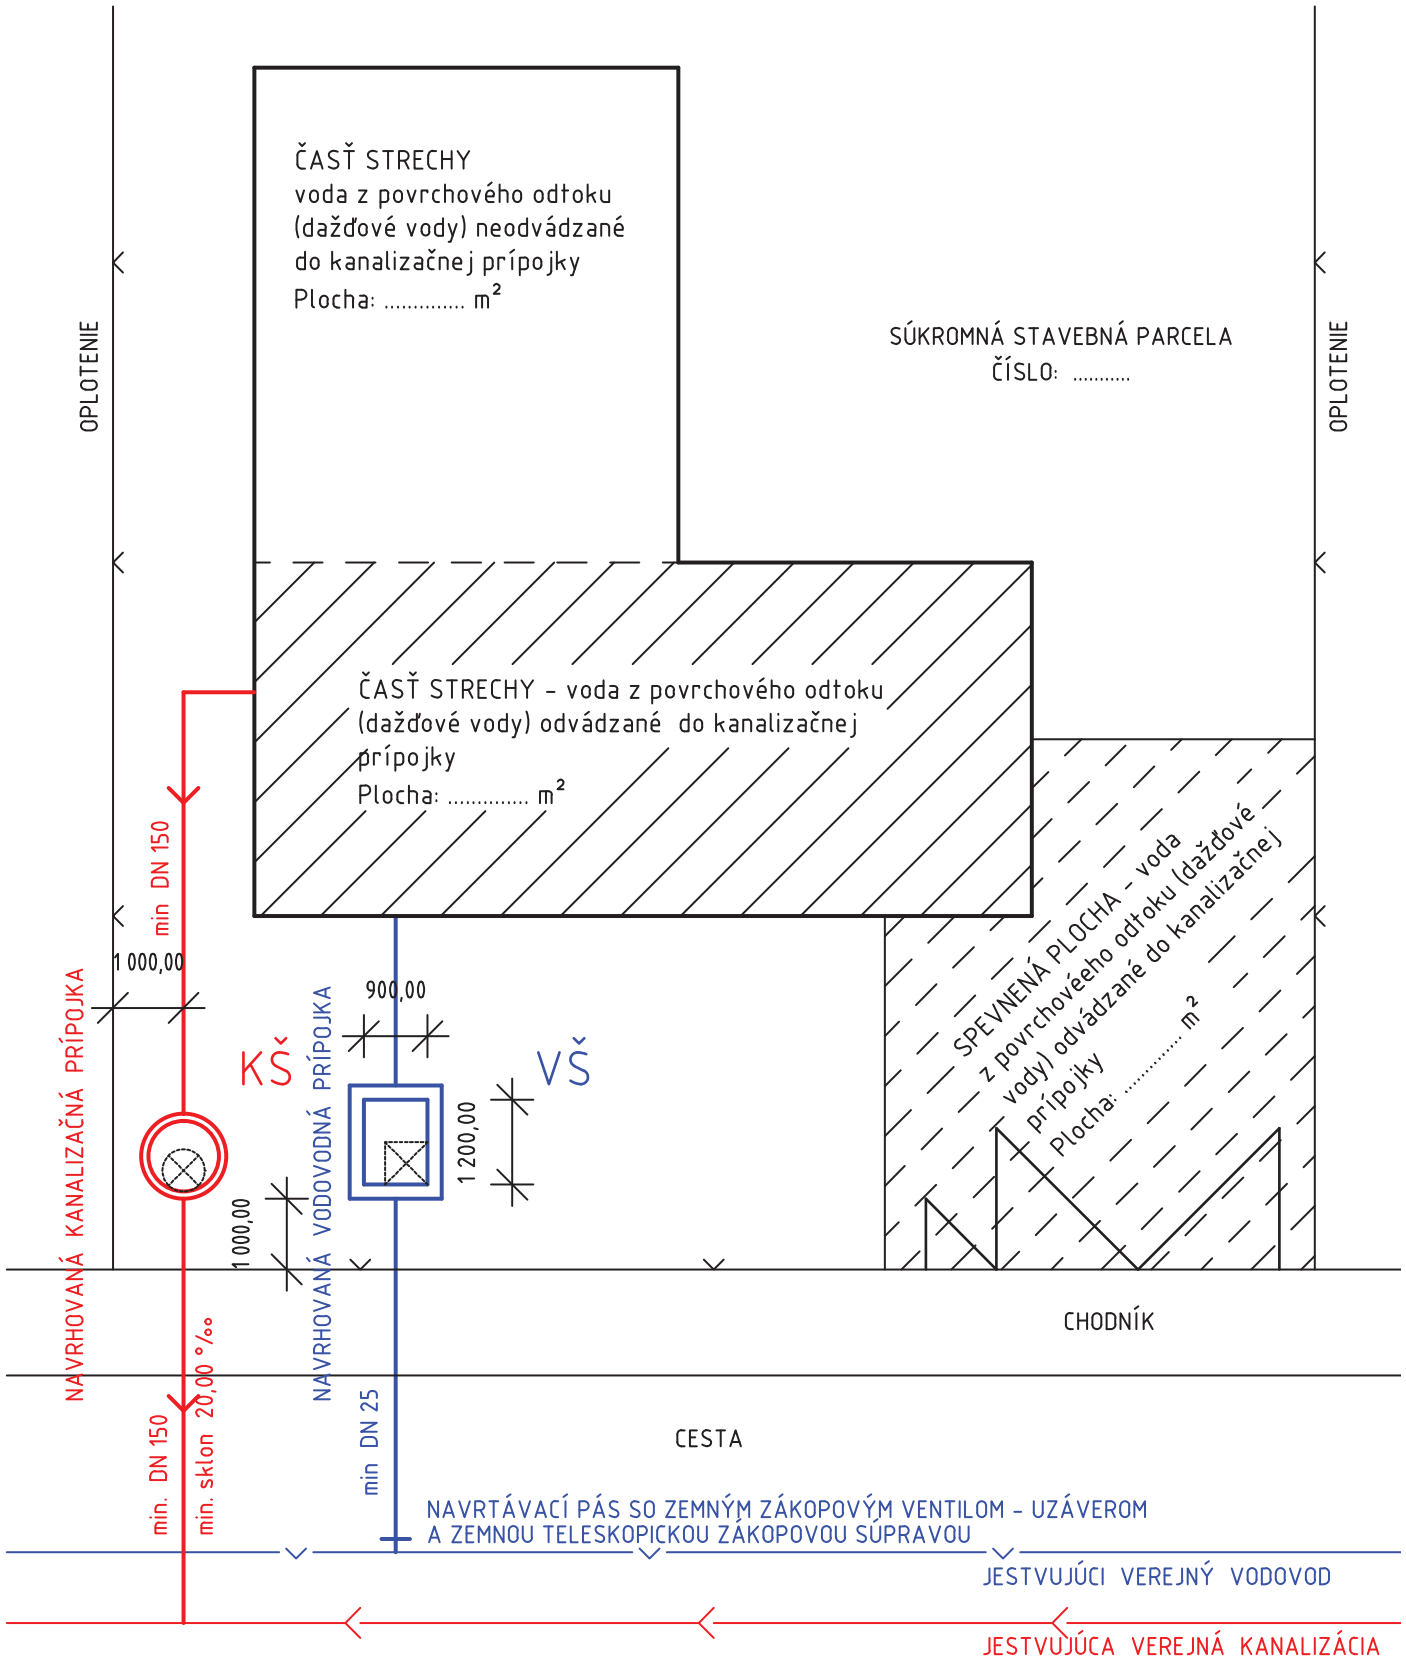 ČASŤ STRECHY
voda z povrchového odtoku
(dažďové vody) neodvádzané
do kanalizačnej prípojky
Plocha: .............. m²
SÚKROMNÁ STAVEBNÁ PARCELA
ČÍSLO: ...........
OPLOTENIE
OPLOTENIE
ČASŤ STRECHY - voda z povrchového odtoku
(dažďové vody) odvádzané do kanalizačnej
prípojky
Plocha: .............. m²
SPEVNENÁ PLOCHA - voda
z povrchovéeho odtoku (dažďové
vody) odvádzané do kanalizačnej
prípojky
Plocha: ............ m²
min DN 150
1 000,00
NAVRHOVANÁ KANALIZAČNÁ PRÍPOJKA
KŠ
900,00
NAVRHOVANÁ VODOVODNÁ PRÍPOJKA
VŠ
1 200,00
1 000,00
CHODNÍK
CESTA
min. DN 150
min. sklon 20,00 °/oo
min DN 25
NAVRTÁVACÍ PÁS SO ZEMNÝM ZÁKOPOVÝM VENTILOM - UZÁVEROM
A ZEMNOU TELESKOPICKOU ZÁKOPOVOU SÚPRAVOU
JESTVUJÚCI VEREJNÝ VODOVOD
JESTVUJÚCA VEREJNÁ KANALIZÁCIA